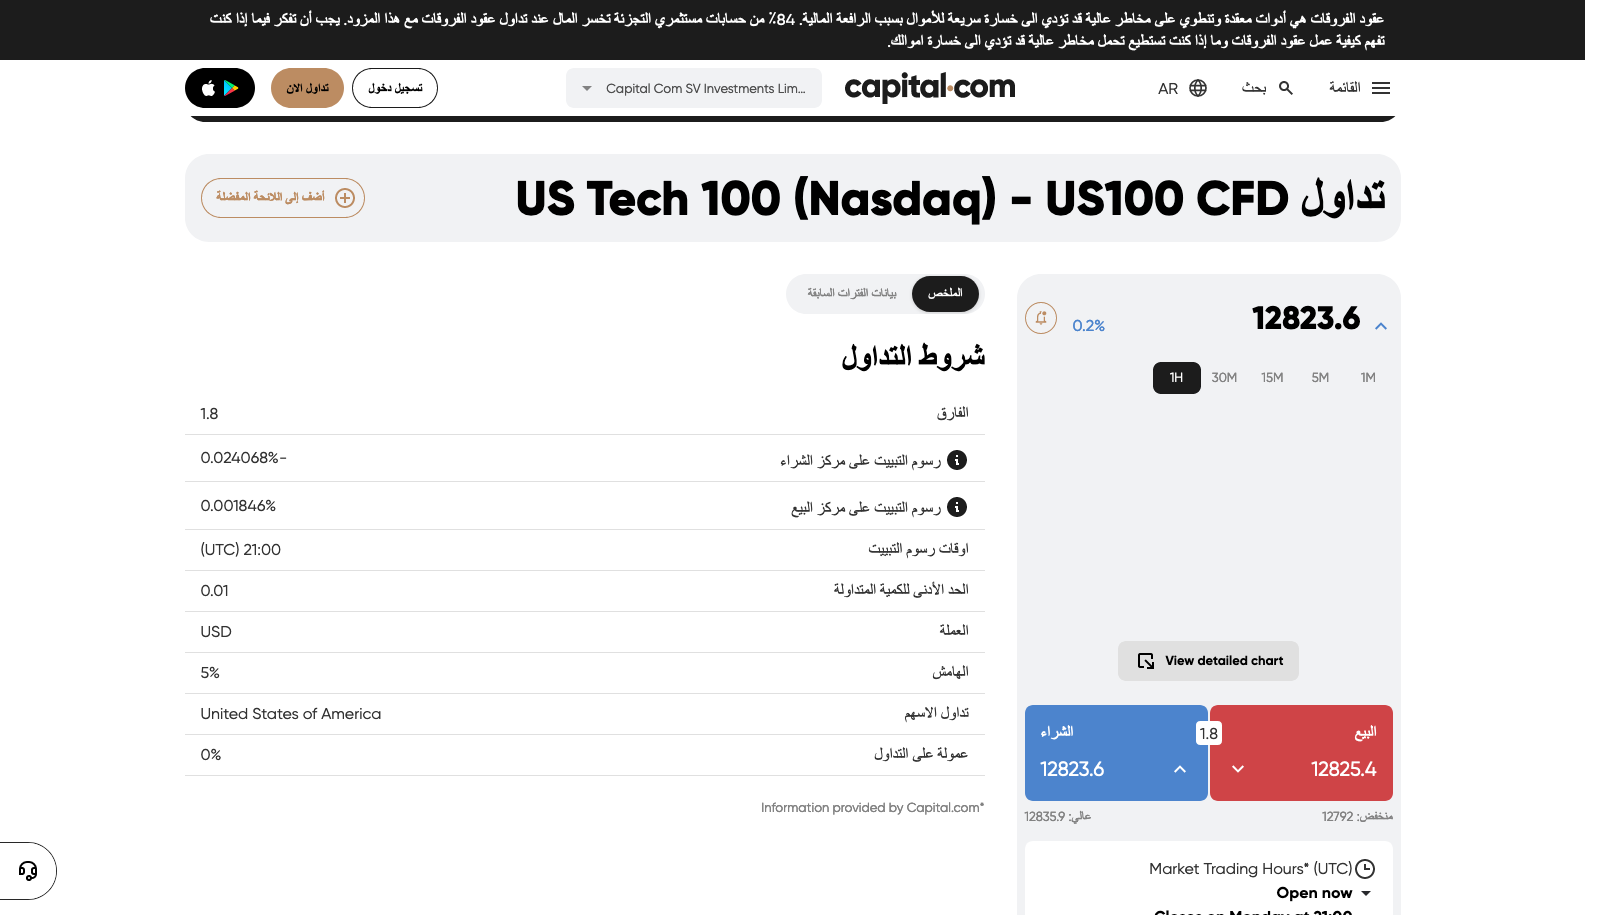 عقود الفروقات هي أدوات معقدة وتنطوي على مخاطر عالية قد تؤدي الى خسارة سريعة للأموال بسبب الرافعة المالية. 84٪ من حسابات مستثمري التجزئة تخسر المال عند تداول عقود الفروقات مع هذا المزود. يجب أن تفكر فيما إذا كنت
تفهم كيفية عمل عقود الفروقات وما إذا كنت تستطيع تحمل مخاطر عالية قد تؤدي الى خسارة اموالك.
القائمة
بحث
AR
capital.com
Capital Com SV Investments Lim...
تسجيل دخول
تداول الان
تداول US Tech 100 (Nasdaq) - US100 CFD
أضف إلى اللائحة المفضلة
12823.6
0.2%
1M 5M 15M 30M 1H
View detailed chart
البيع
12825.4
1.8
الشراء
12823.6
منخفض: 12792
عالي: 12835.9
Market Trading Hours* (UTC)
Open now
Closes on Monday at 21:00
الملخص
بيانات الفترات السابقة
شروط التداول
الفارق 1.8
رسوم التبييت على مركز الشراء 0.024068%-
رسوم التبييت على مركز البيع 0.001846%
اوقات رسوم التبييت 21:00 (UTC)
الحد الأدنى للكمية المتداولة 0.01
العملة USD
الهامش 5%
تداول الاسهم United States of America
عمولة على التداول 0%
Information provided by Capital.com*